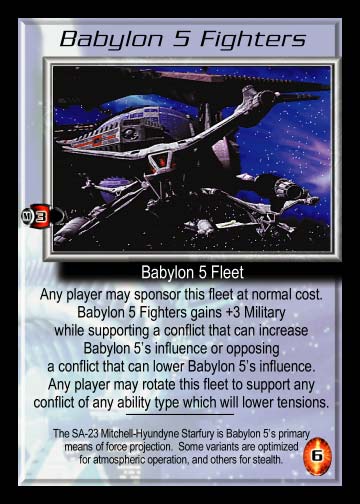 Babylon 5 Fighters
M 3
Babylon 5 Fleet
Any player may sponsor this fleet at normal cost.
Babylon 5 Fighters gains +3 Military
while supporting a conflict that can increase
Babylon 5's influence or opposing
a conflict that can lower Babylon 5's influence.
Any player may rotate this fleet to support any
conflict of any ability type which will lower tensions.
The SA-23 Mitchell-Hyundyne Starfury is Babylon 5's primary
means of force projection. Some variants are optimized
for atmospheric operation, and others for stealth.
6